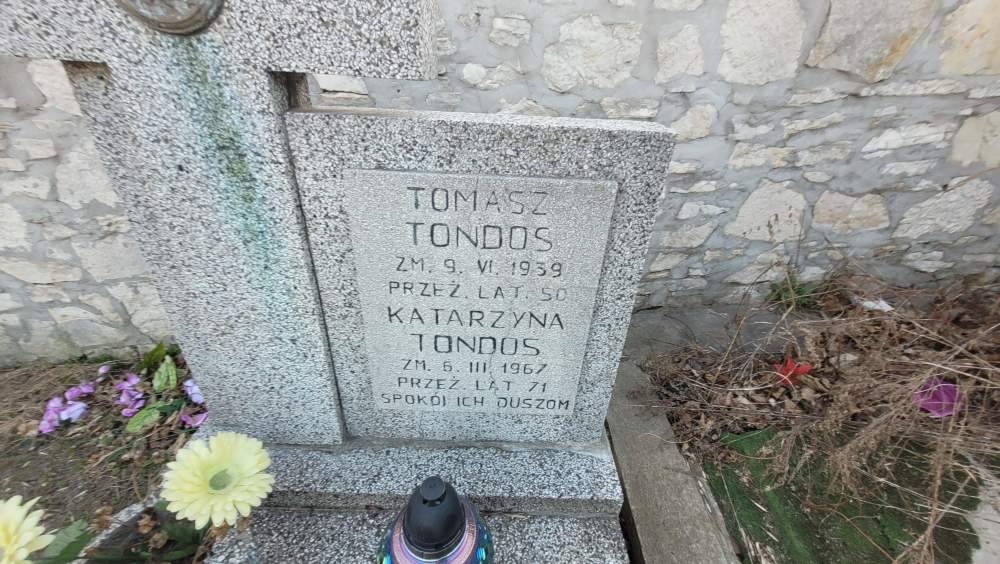 TOMASZ
TONDOS
ZM. 9. VI. 1939
PRZEŻ. LAT. 50
KATARZYNA
TONDOS
ZM. 6. III. 1967
PRZEŻ. LAT 71
SPOKÓJ ICH DUSZOM